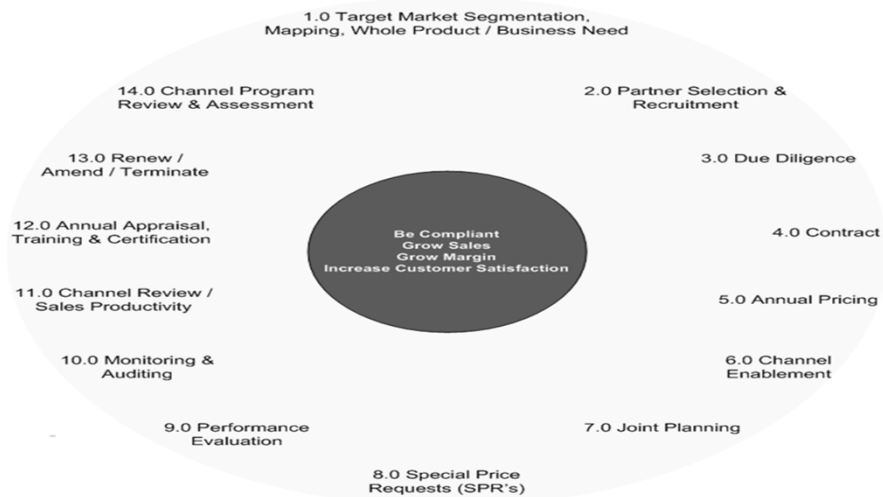 1.0 Target Market Segmentation,
Mapping, Whole Product / Business Need
2.0 Partner Selection &
Recruitment
3.0 Due Diligence
4.0 Contract
5.0 Annual Pricing
6.0 Channel
Enablement
7.0 Joint Planning
8.0 Special Price
Requests (SPR's)
9.0 Performance
Evaluation
10.0 Monitoring &
Auditing
11.0 Channel Review /
Sales Productivity
12.0 Annual Appraisal,
Training & Certification
13.0 Renew /
Amend / Terminate
14.0 Channel Program
Review & Assessment
Be Compliant
Grow Sales
Grow Margin
Increase Customer Satisfaction